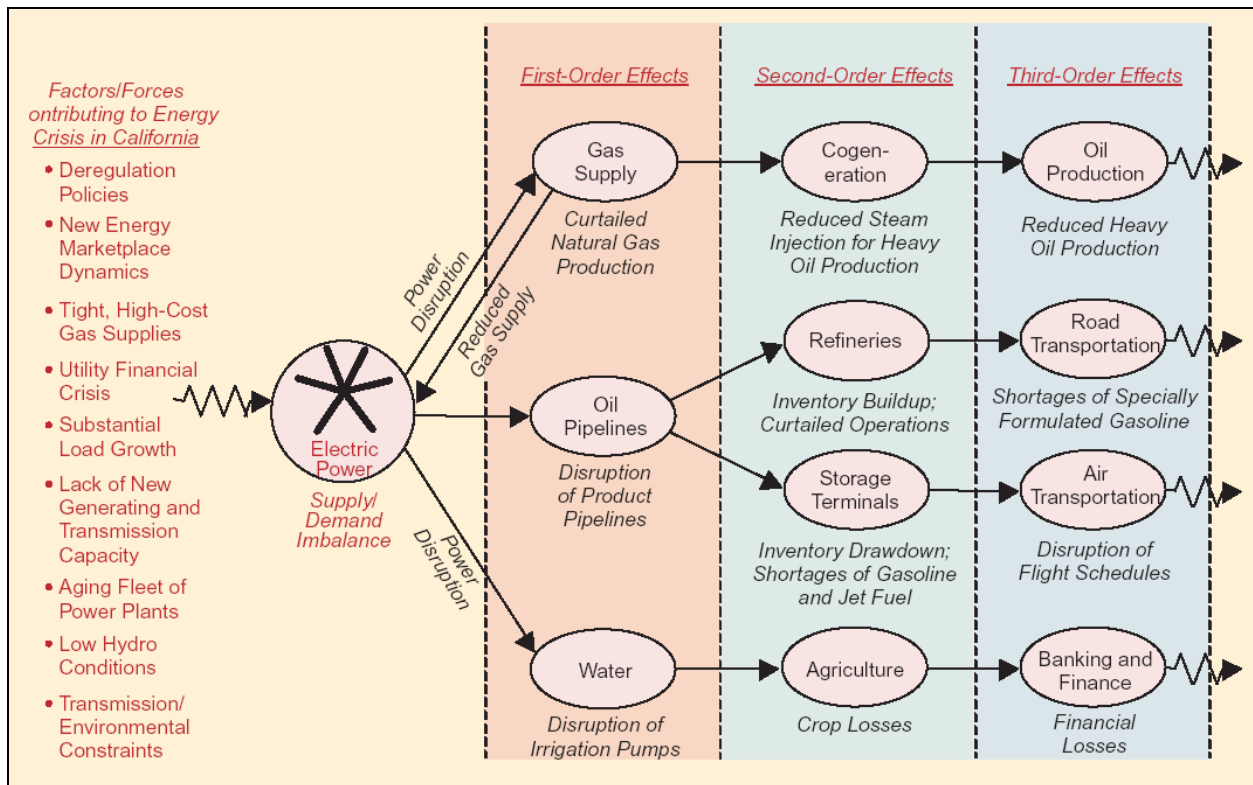 Factors/Forces
ontributing to Energy
Crisis in California
• Deregulation
Policies
• New Energy
Marketplace
Dynamics
• Tight, High-Cost
Gas Supplies
• Utility Financial
Crisis
• Substantial
Load Growth
• Lack of New
Generating and
Transmission
Capacity
• Aging Fleet of
Power Plants
• Low Hydro
Conditions
• Transmission/
Environmental
Constraints
Electric
Power
Supply/
Demand
Imbalance
Power
Disruption
Reduced
Gas Supply
Power
Disruption
First-Order Effects
Gas
Supply
Curtailed
Natural Gas
Production
Oil
Pipelines
Disruption
of Product
Pipelines
Water
Disruption of
Irrigation Pumps
Second-Order Effects
Cogen-
eration
Reduced Steam
Injection for Heavy
Oil Production
Refineries
Inventory Buildup;
Curtailed Operations
Storage
Terminals
Inventory Drawdown;
Shortages of Gasoline
and Jet Fuel
Agriculture
Crop Losses
Third-Order Effects
Oil
Production
Reduced Heavy
Oil Production
Road
Transportation
Shortages of Specially
Formulated Gasoline
Air
Transportation
Disruption of
Flight Schedules
Banking and
Finance
Financial
Losses